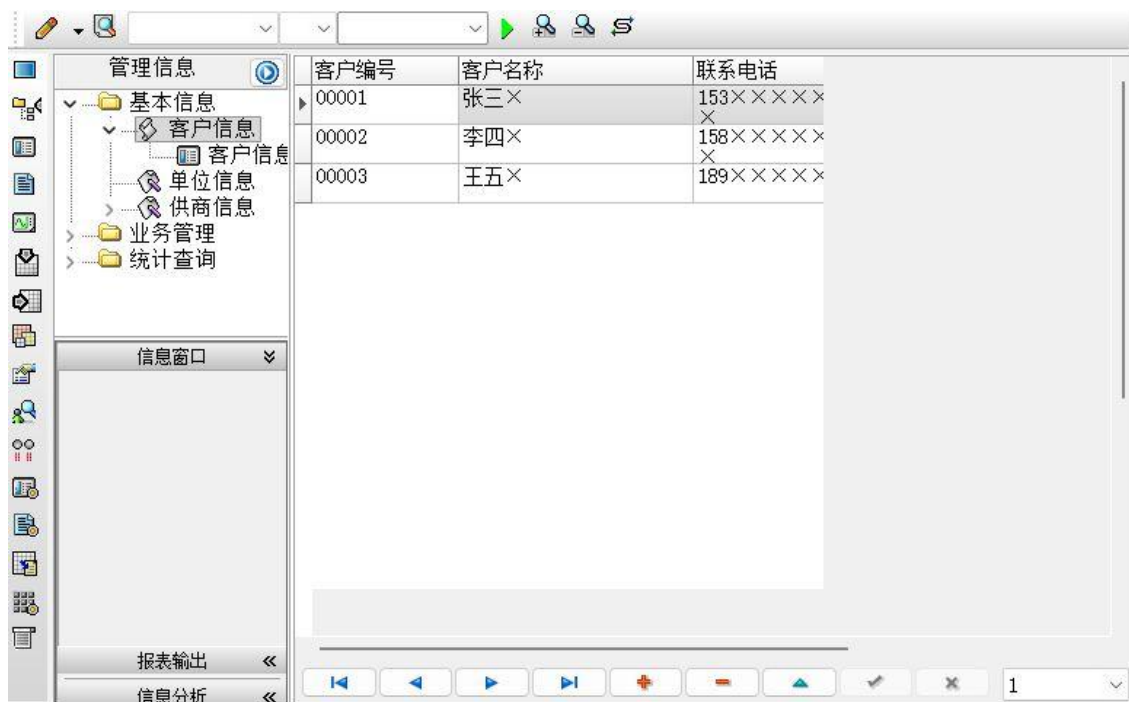 管理信息
基本信息
客户信息
客户信息
单位信息
供商信息
业务管理
统计查询
信息窗口
报表输出
信息分析
客户编号 客户名称 联系电话
00001 张三× 153×××××
×
00002 李四× 158×××××
×
00003 王五× 189×××××
1